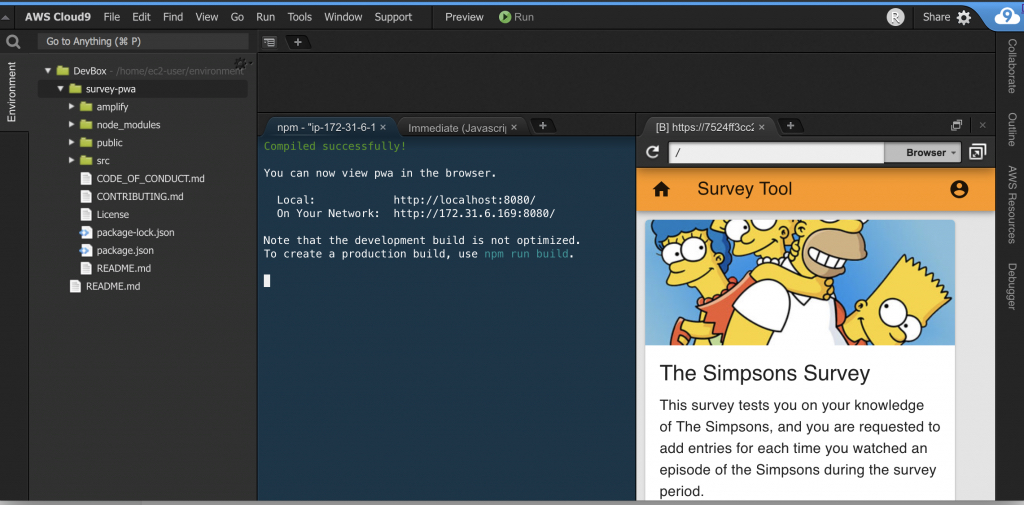 AWS Cloud9 File Edit Find View Go Run Tools Window Support Preview Run R Share 9
Go to Anything (⌘ P)
Environment
DevBox - /home/ec2-user/environment
survey-pwa
amplify
node_modules
public
src
CODE_OF_CONDUCT.md
CONTRIBUTING.md
License
package-lock.json
package.json
README.md
README.md
npm - "ip-172-31-6-1 × Immediate (Javascrip × +
Compiled successfully!
You can now view pwa in the browser.
Local: http://localhost:8080/
On Your Network: http://172.31.6.169:8080/
Note that the development build is not optimized.
To create a production build, use npm run build.
[B] https://7524ff3cc2 × +
/ Browser
Survey Tool
The Simpsons Survey
This survey tests you on your knowledge
of The Simpsons, and you are requested to
add entries for each time you watched an
episode of the Simpsons during the survey
period.
Collaborate
Outline
AWS Resources
Debugger